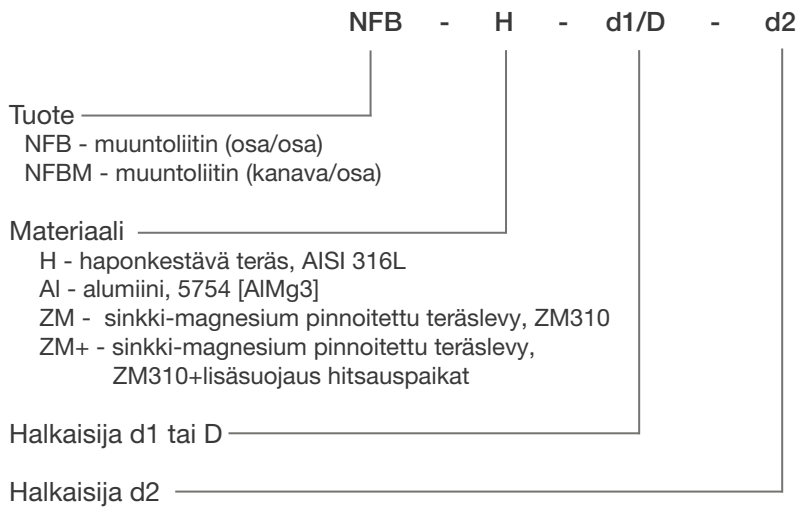 NFB - H - d1/D - d2
Tuote
NFB - muuntoliitin (osa/osa)
NFBM - muuntoliitin (kanava/osa)
Materiaali
H - haponkestävä teräs, AISI 316L
Al - alumiini, 5754 [AlMg3]
ZM - sinkki-magnesium pinnoitettu teräslevy, ZM310
ZM+ - sinkki-magnesium pinnoitettu teräslevy,
ZM310+lisäsuojaus hitsauspaikat
Halkaisija d1 tai D
Halkaisija d2